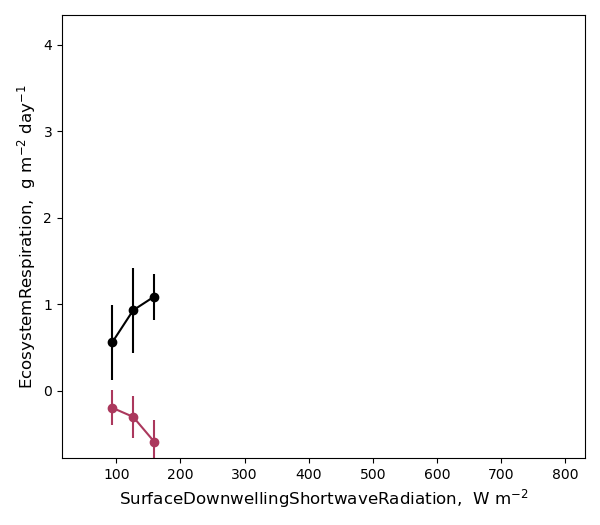 EcosystemRespiration, g m⁻² day⁻¹
4
3
2
1
0
100 200 300 400 500 600 700 800
SurfaceDownwellingShortwaveRadiation, W m⁻²